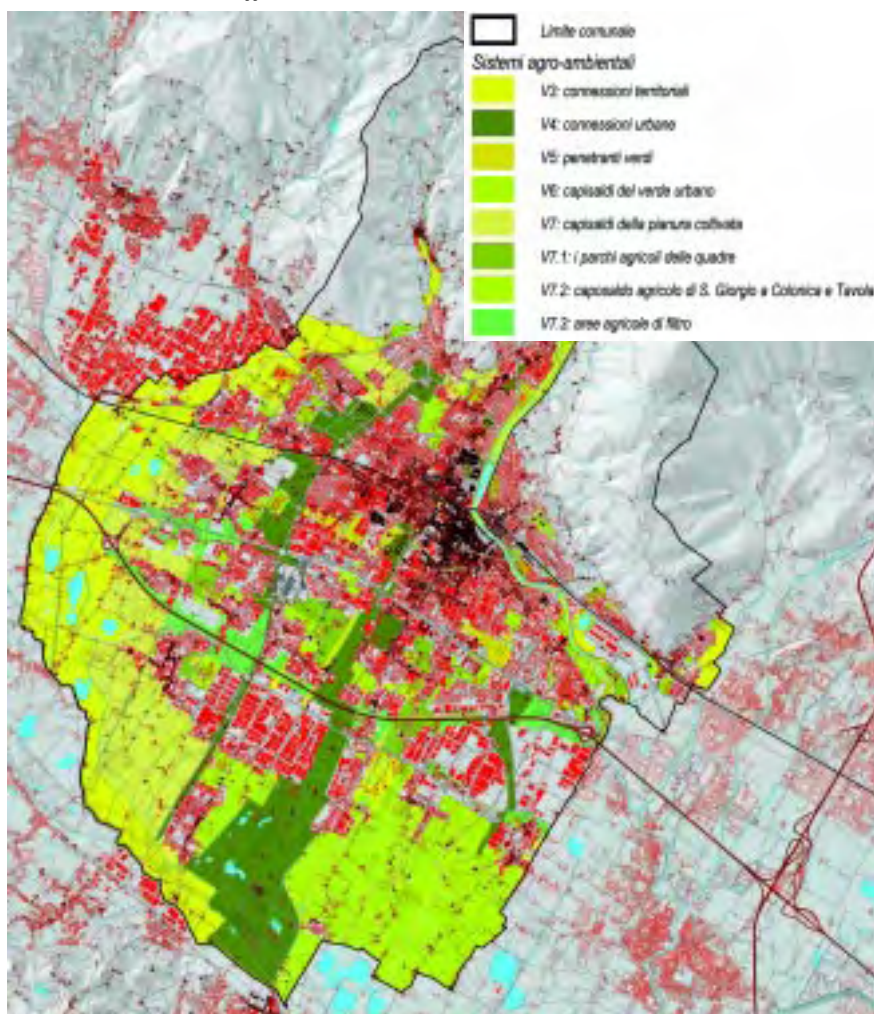 Limite comunale
Sistemi agro-ambientali
V3: connessioni territoriali
V4: connessioni urbane
V5: penetranti verdi
V6: capisaldi del verde urbano
V7: capisaldi della pianura coltivata
V7.1: i parchi agricoli delle quadre
V7.2: caposaldo agricolo di S. Giorgio a Colonica e Tavola
V7.3: aree agricole di filtro